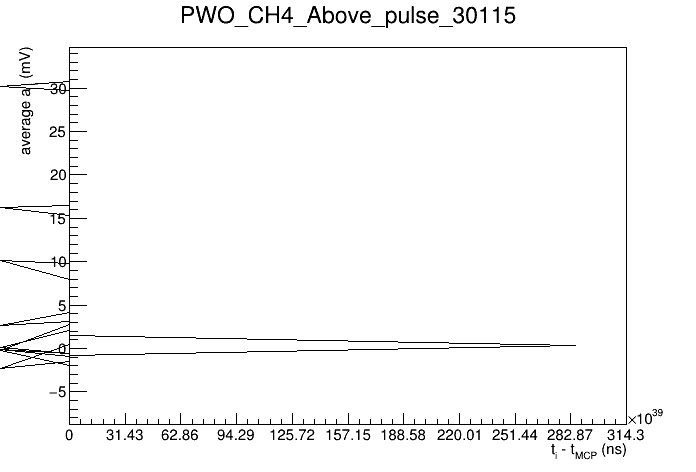 PWO_CH4_Above_pulse_30115
average a_i (mV)
30
25
20
15
10
5
0
−5
×10^39
0 31.43 62.86 94.29 125.72 157.15 188.58 220.01 251.44 282.87 314.3
t_i - t_MCP (ns)